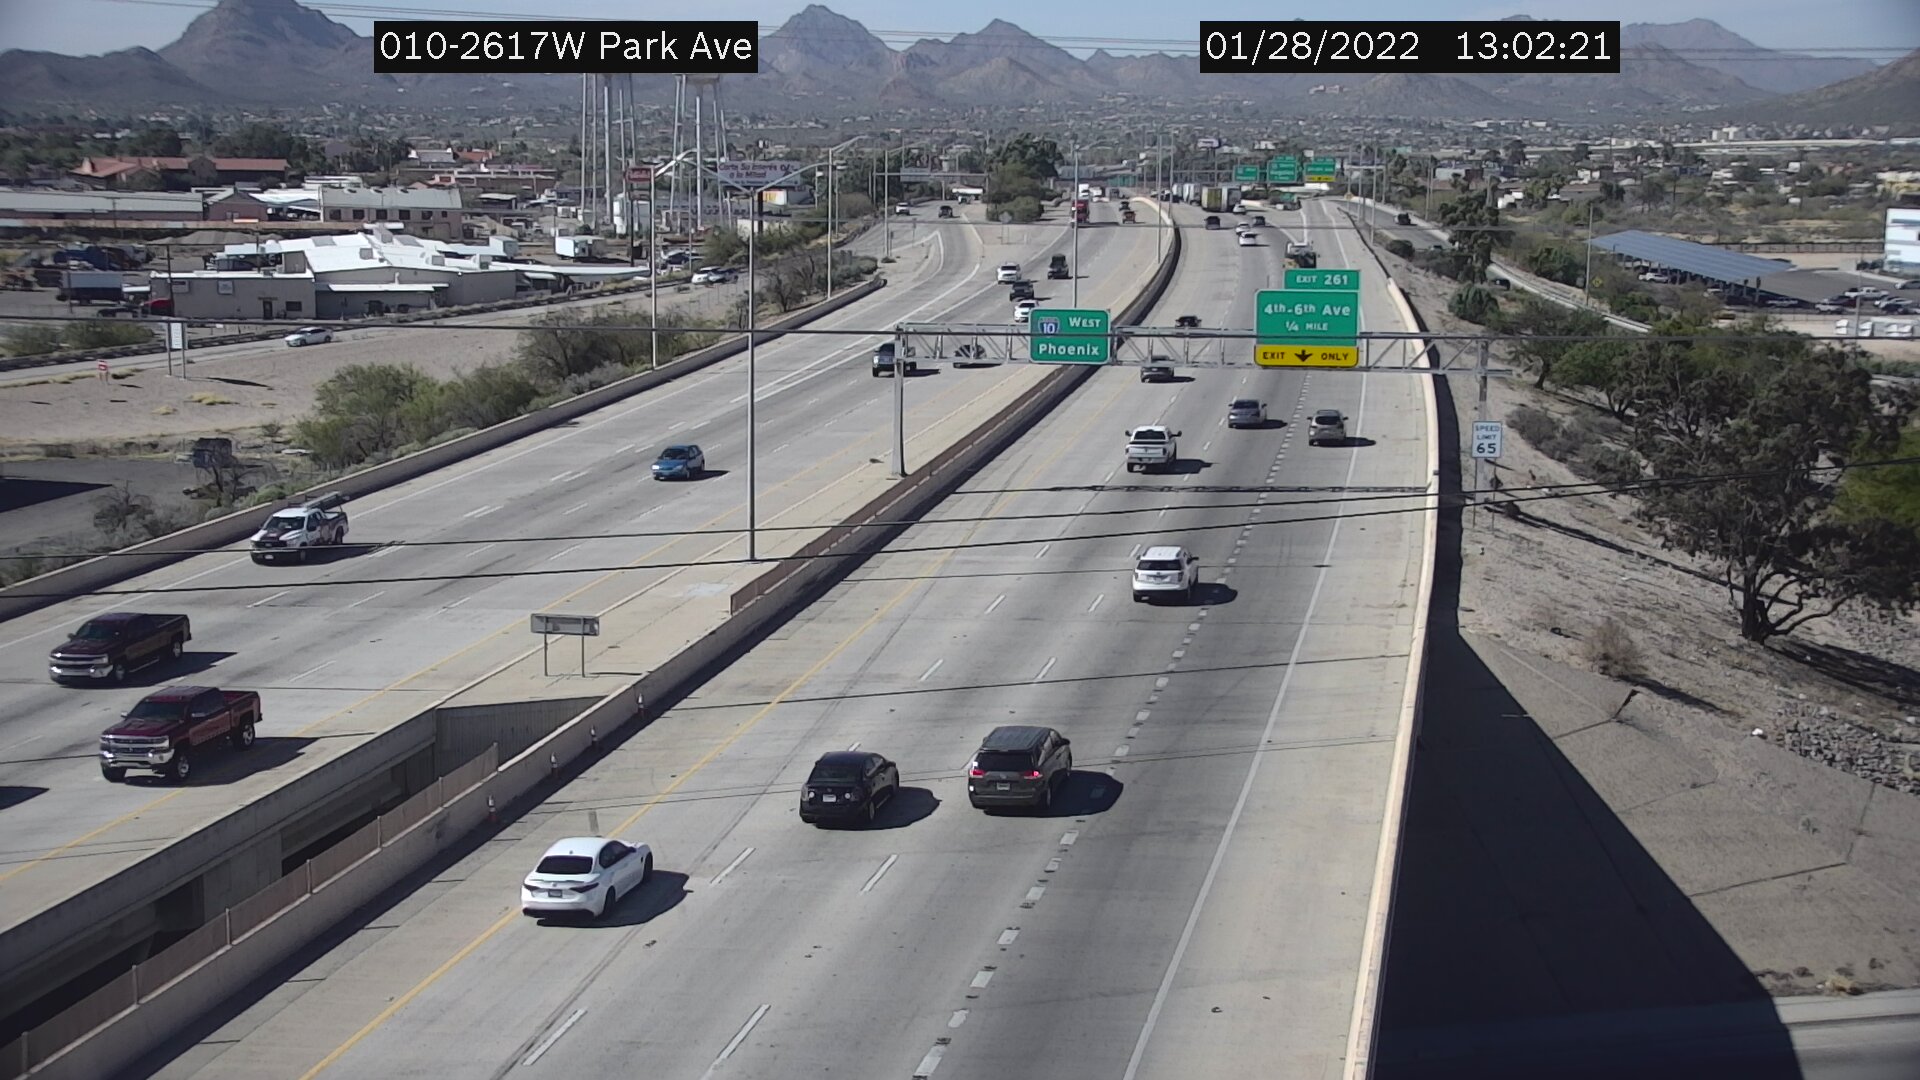 010-2617W Park Ave
01/28/2022 13:02:21
EXIT 261
4th-6th Ave
1/4 MILE
EXIT ONLY
10
WEST
Phoenix
SPEED
LIMIT
65